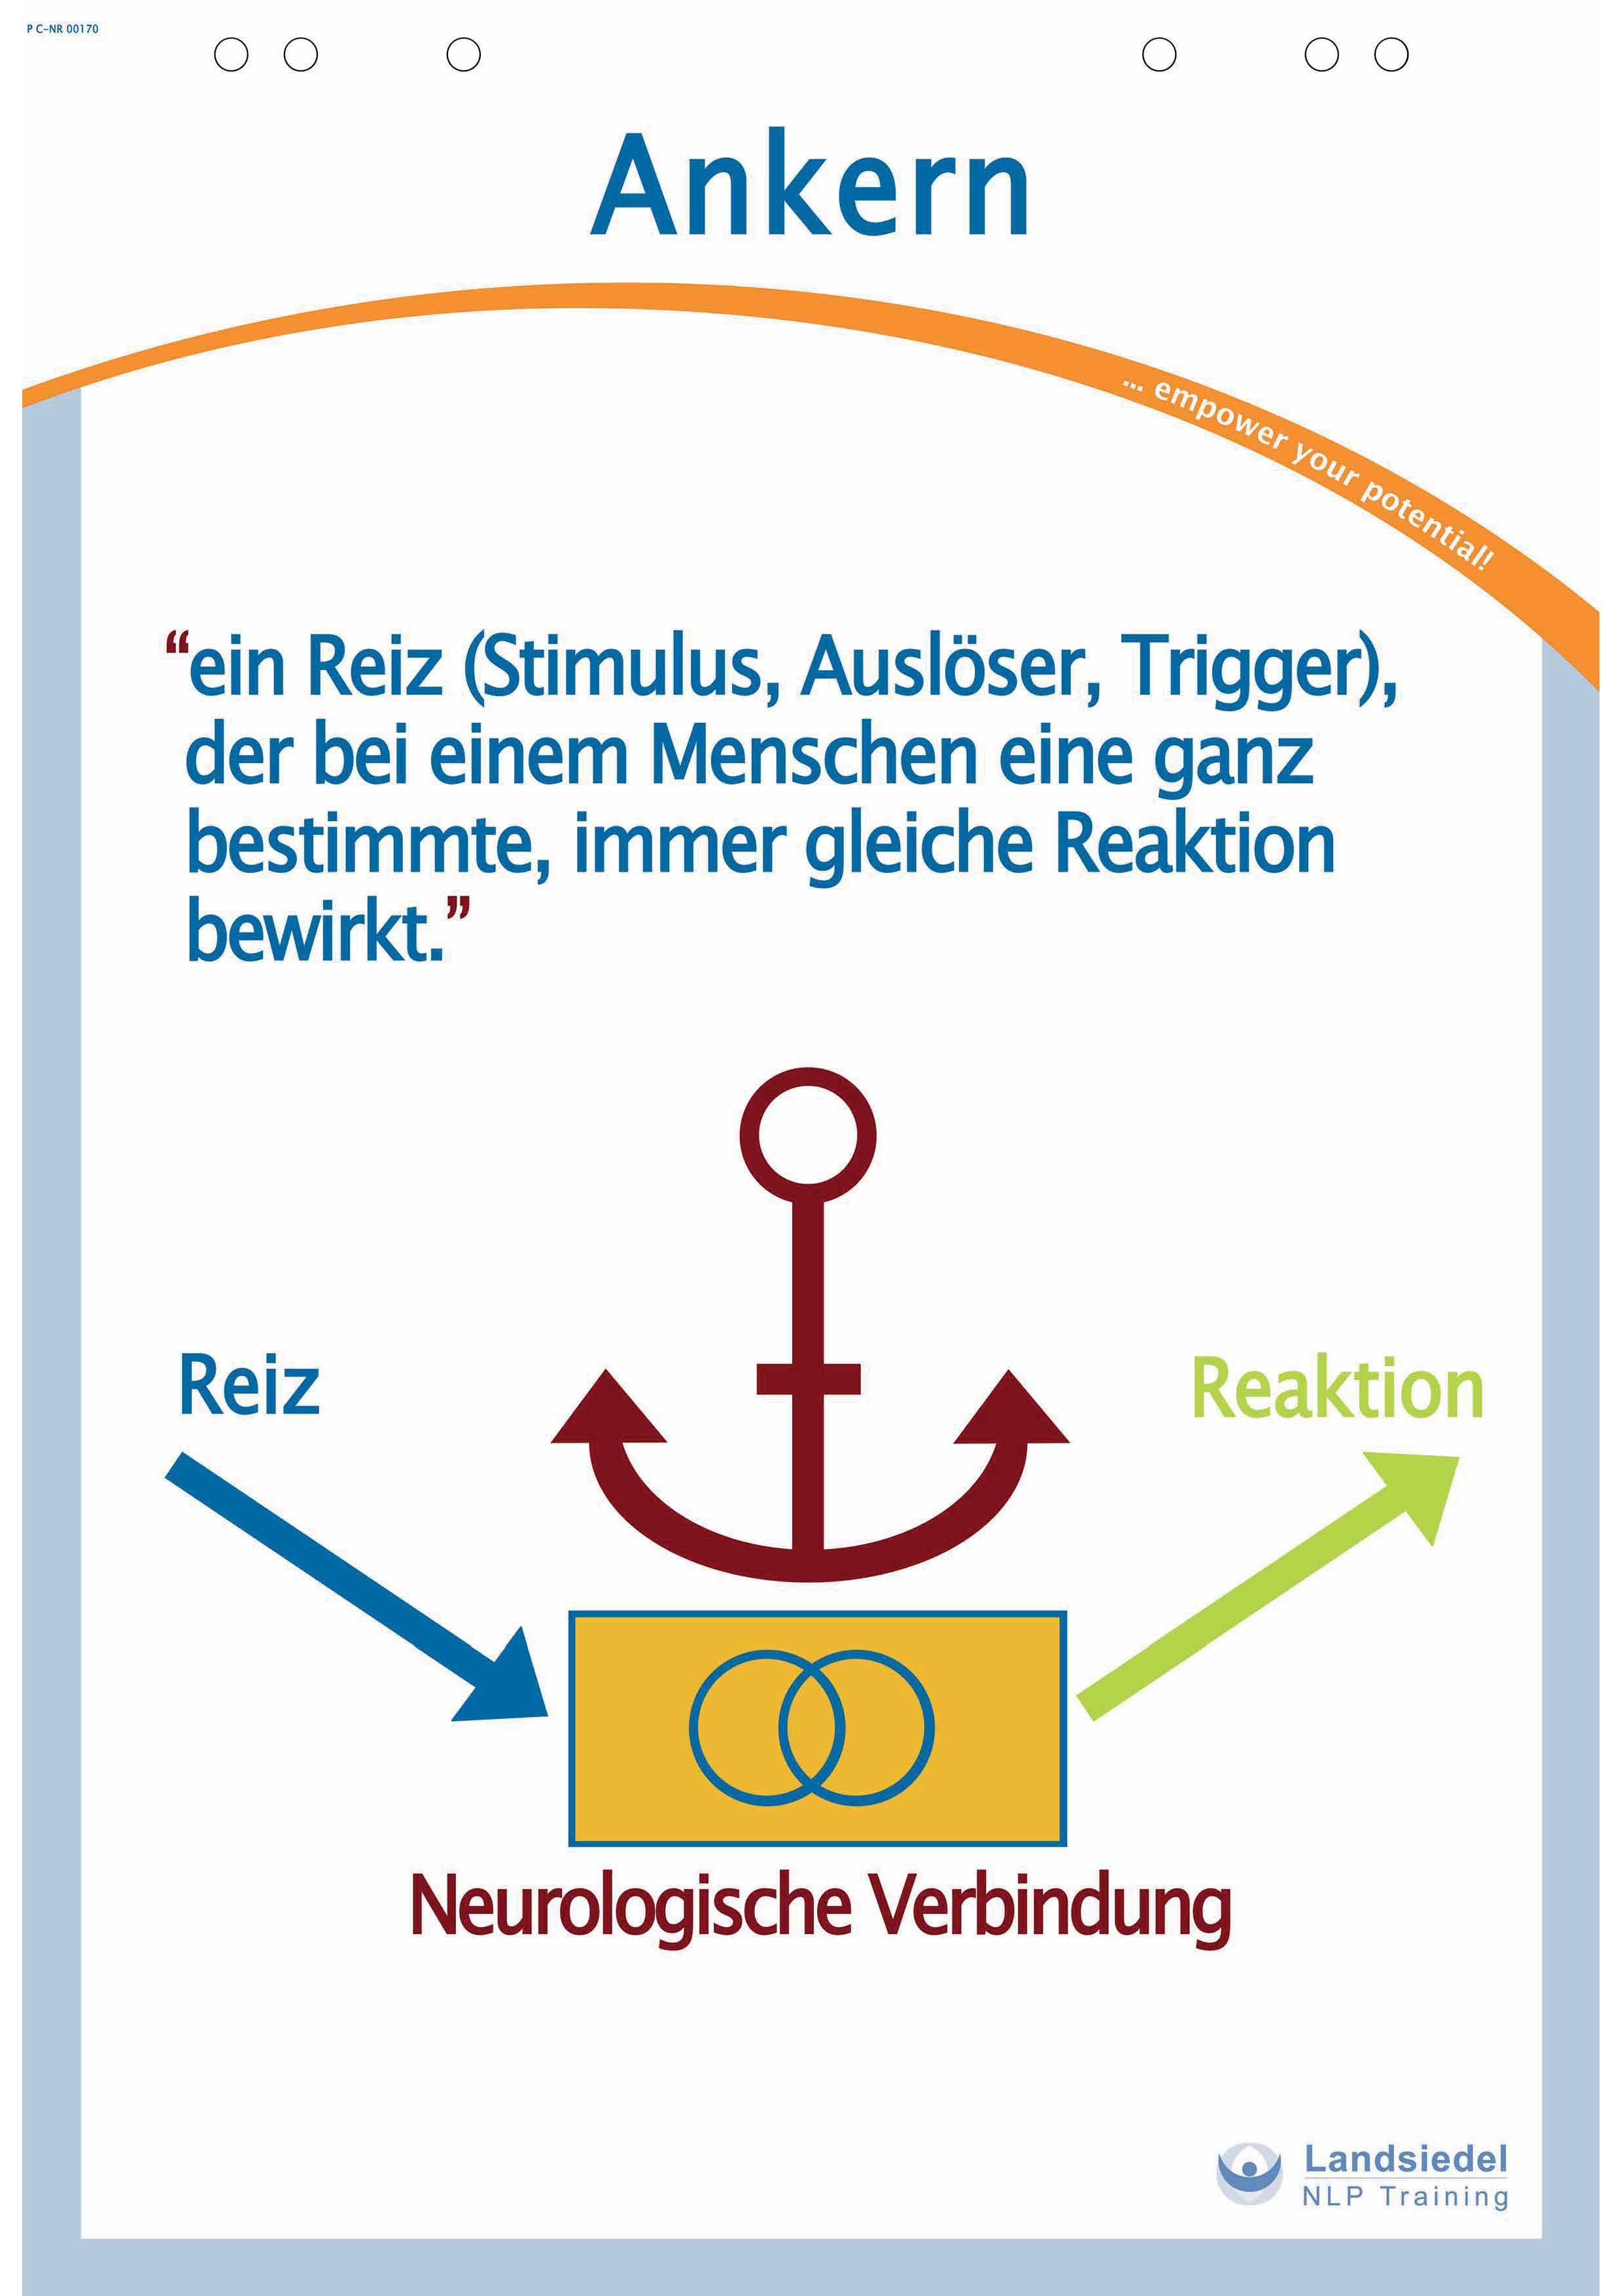 P C-NR 00170
Ankern
... empower your potential!
“ein Reiz (Stimulus, Auslöser, Trigger),
der bei einem Menschen eine ganz
bestimmte, immer gleiche Reaktion
bewirkt.”
Reiz
Reaktion
Neurologische Verbindung
Landsiedel
NLP Training